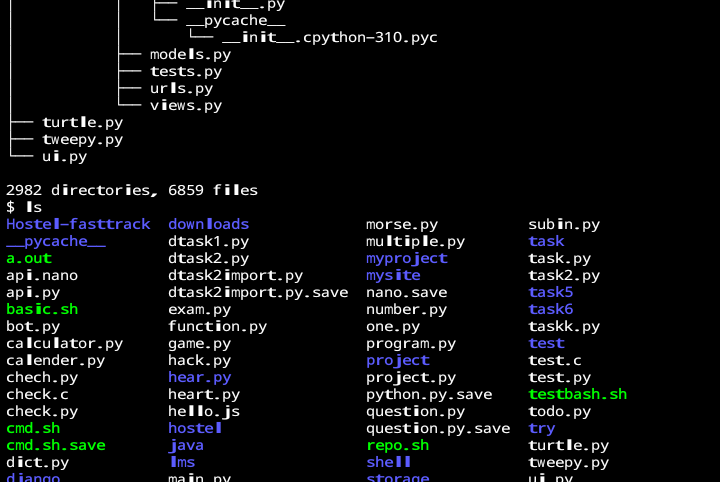 ├── __init__.py
└── __pycache__
└── __init__.cpython-310.pyc
├── models.py
├── tests.py
├── urls.py
└── views.py
├── turtle.py
├── tweepy.py
└── ui.py
2982 directories, 6859 files
$ ls
Hostel-fasttrack downloads morse.py subin.py
__pycache__ dtask1.py multiple.py task
a.out dtask2.py myproject task.py
api.nano dtask2import.py mysite task2.py
api.py dtask2import.py.save nano.save task5
basic.sh exam.py number.py task6
bot.py function.py one.py taskk.py
calculator.py game.py program.py test
calender.py hack.py project test.c
chech.py hear.py project.py test.py
check.c heart.py python.py.save testbash.sh
check.py hello.js question.py todo.py
cmd.sh hostel question.py.save try
cmd.sh.save java repo.sh turtle.py
dict.py lms shell tweepy.py
django main.py storage ui.py